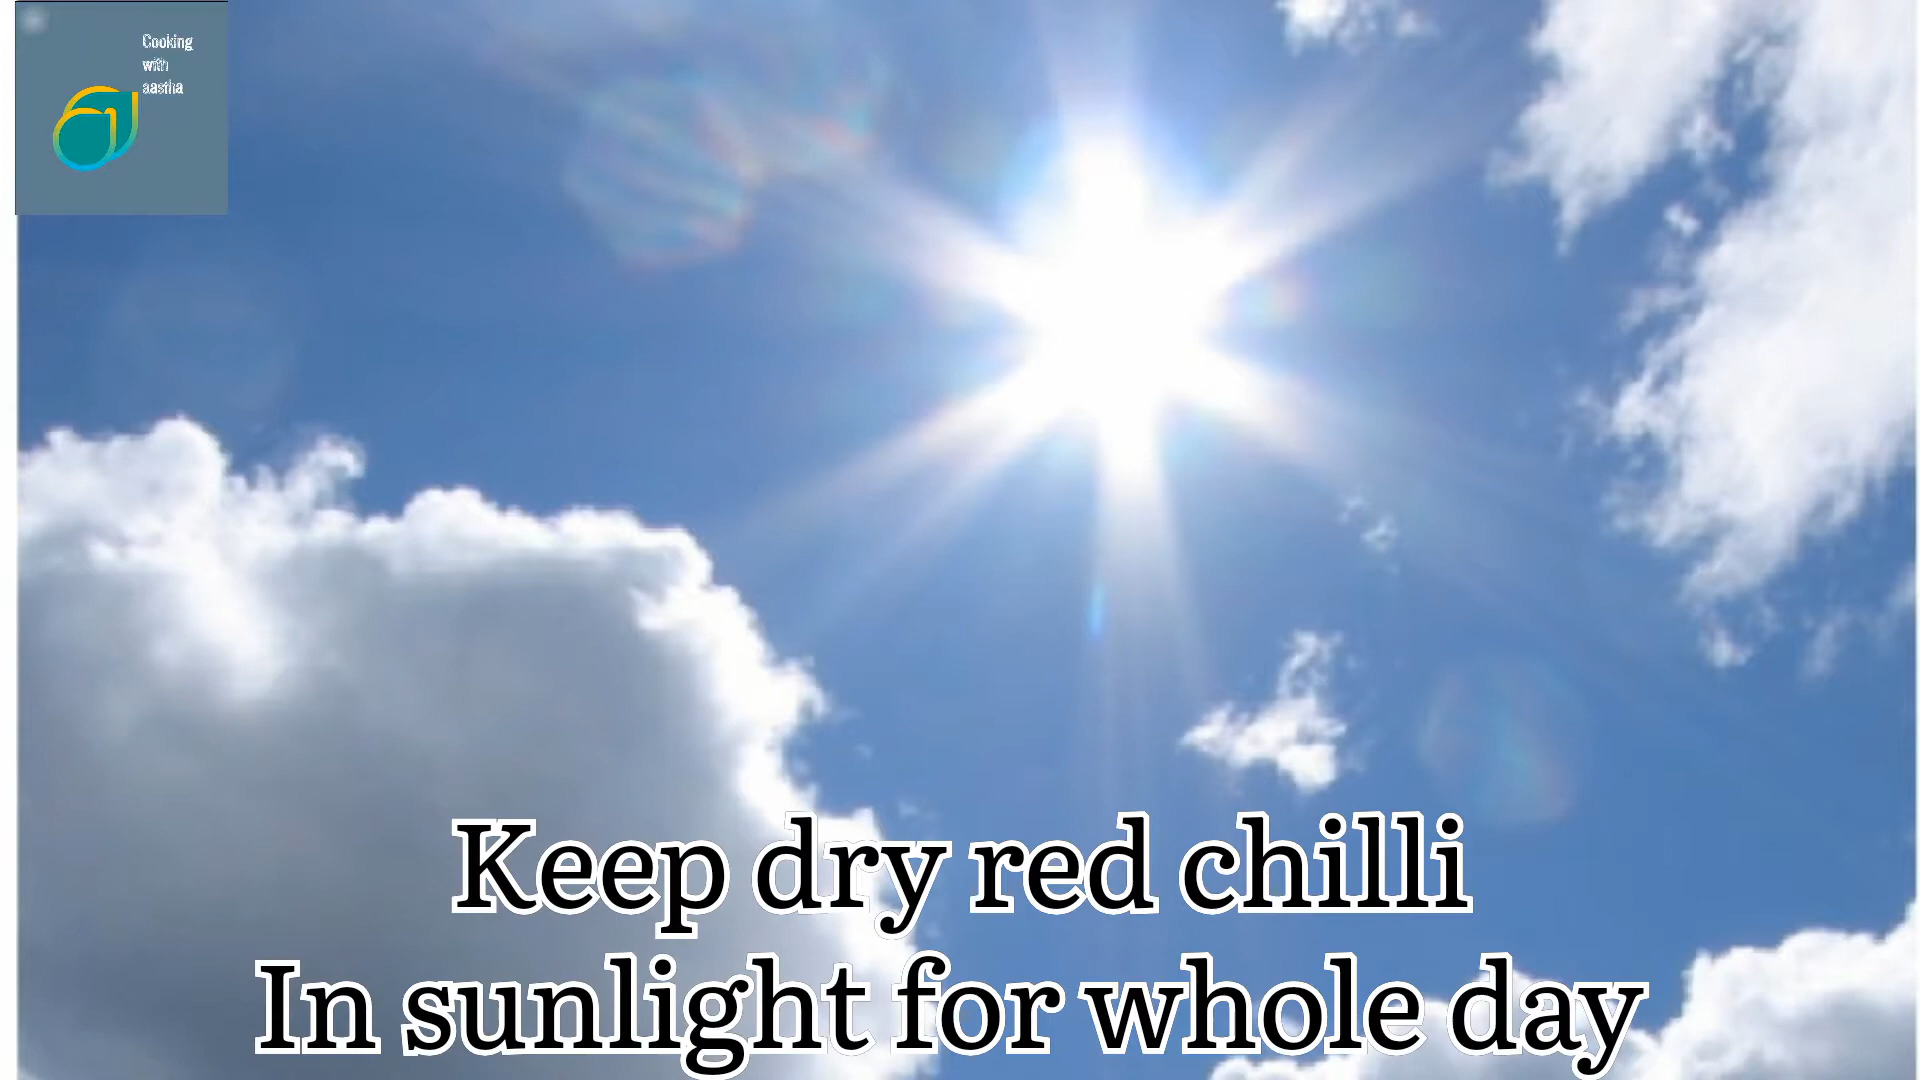 Cooking
with
aastha
Keep dry red chilli
In sunlight for whole day